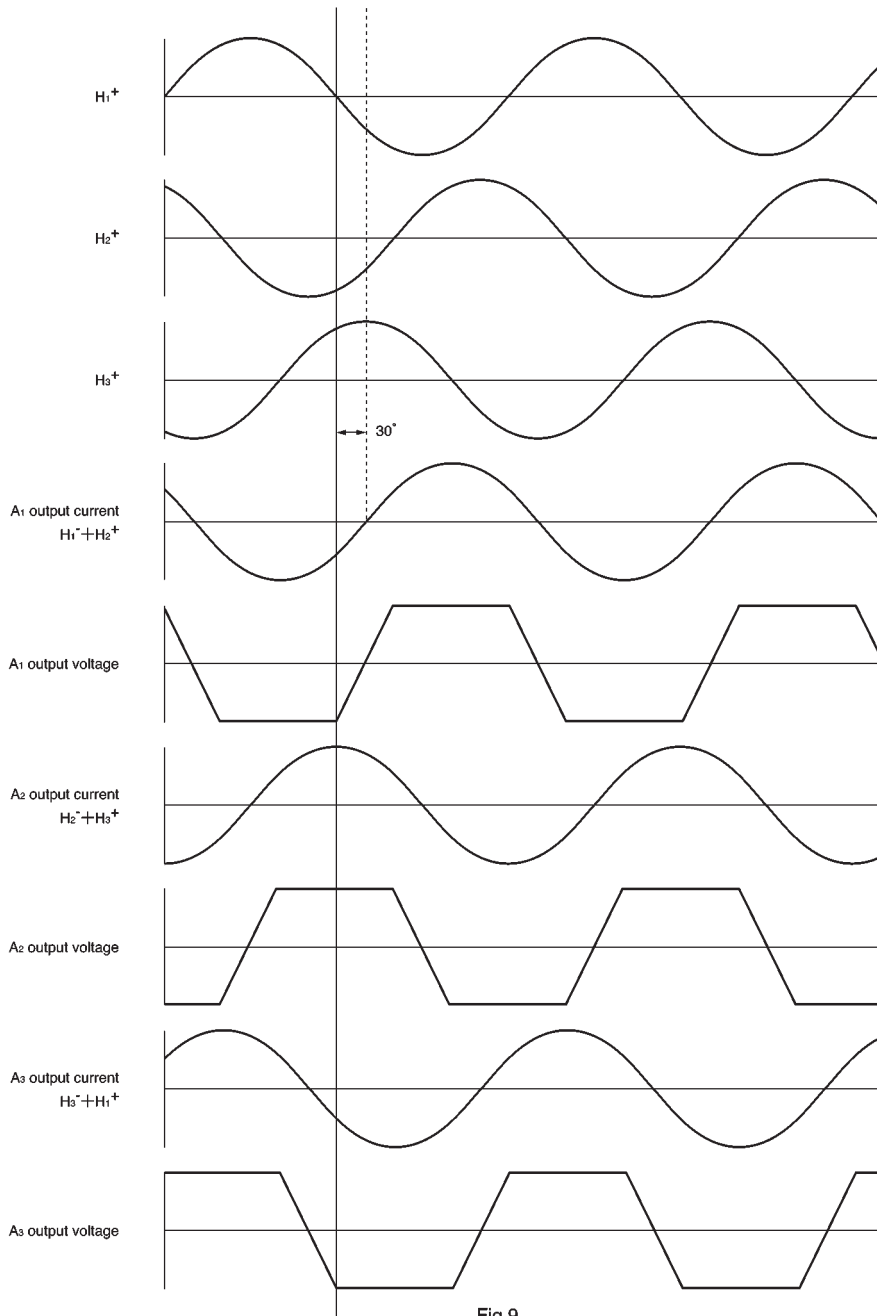 H1+
H2+
H3+
30°
A1 output current
H1-+H2+
A1 output voltage
A2 output current
H2-+H3+
A2 output voltage
A3 output current
H3-+H1+
A3 output voltage
Fig.9